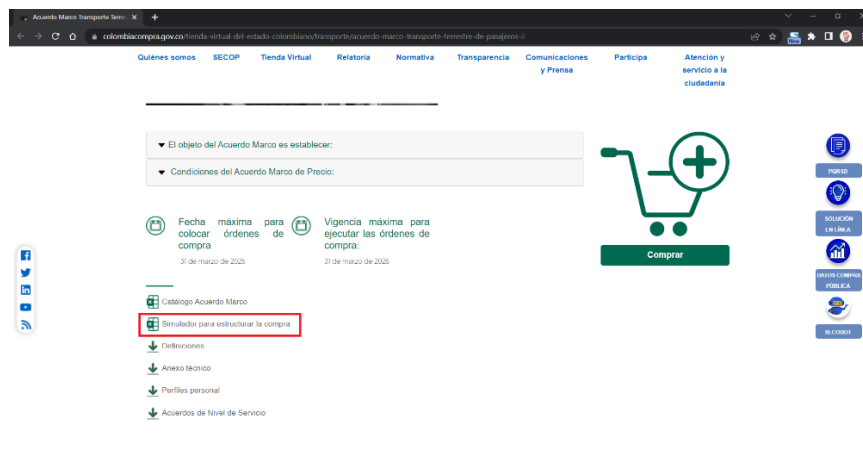 Acuerdo Marco Transporte Terres
colombiacompra.gov.co/tienda-virtual-del-estado-colombiano/transporte/acuerdo-marco-transporte-terrestre-de-pasajeros-ii
Quiénes somos SECOP Tienda Virtual Relatoría Normativa Transparencia Comunicaciones y Prensa Participa Atención y servicio a la ciudadanía
El objeto del Acuerdo Marco es establecer:
Condiciones del Acuerdo Marco de Precio:
Fecha máxima para colocar órdenes de compra
31 de marzo de 2025
Vigencia máxima para ejecutar las órdenes de compra:
31 de marzo de 2026
Comprar
Catálogo Acuerdo Marco
Simulador para estructurar la compra
Definiciones
Anexo técnico
Perfiles personal
Acuerdos de Nivel de Servicio
PQRSD
SOLUCIÓN
EN LÍNEA
DATOS COMPRA
PÚBLICA
SECOBOT